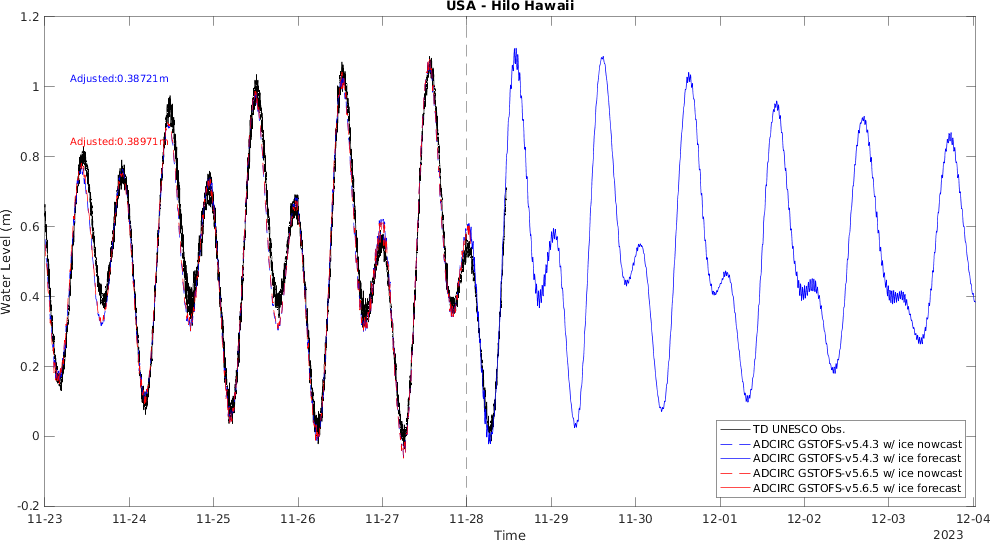 USA - Hilo Hawaii
1.2
1
0.8
0.6
0.4
0.2
0
-0.2
Water Level (m)
Adjusted:0.38721m
Adjusted:0.38971m
TD UNESCO Obs.
ADCIRC GSTOFS-v5.4.3 w/ ice nowcast
ADCIRC GSTOFS-v5.4.3 w/ ice forecast
ADCIRC GSTOFS-v5.6.5 w/ ice nowcast
ADCIRC GSTOFS-v5.6.5 w/ ice forecast
11-23 11-24 11-25 11-26 11-27 11-28 11-29 11-30 12-01 12-02 12-03 12-04
Time
2023